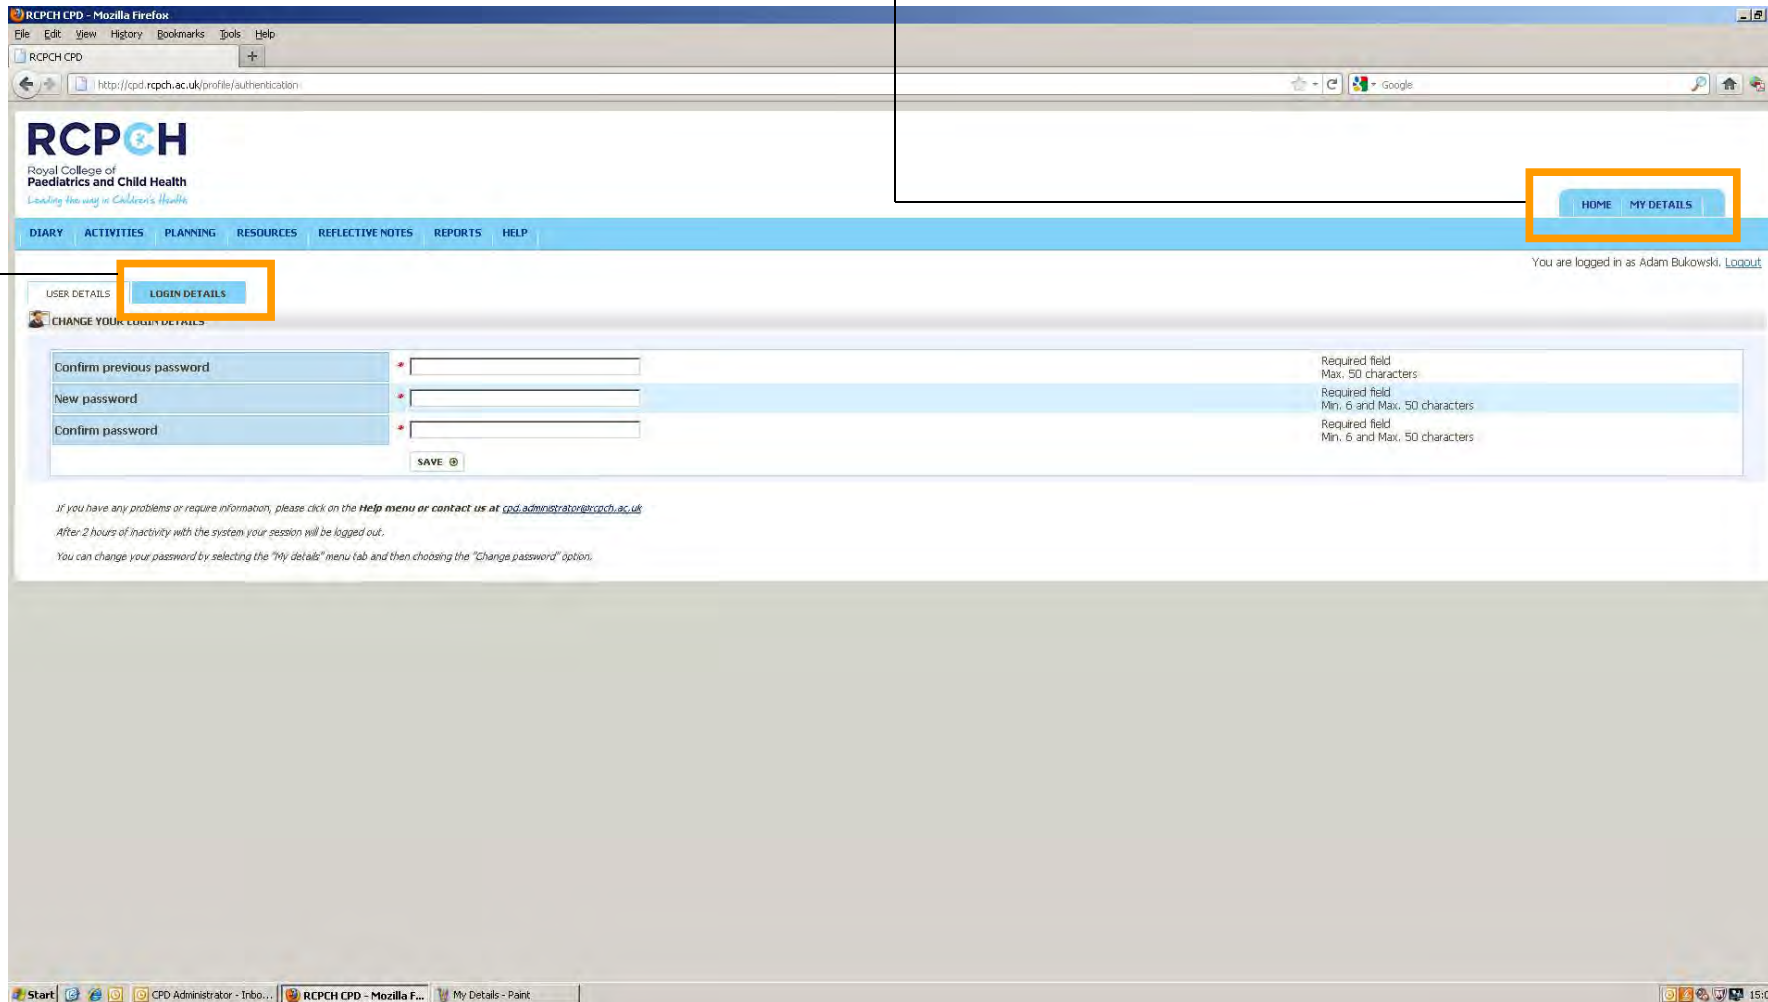 RCPCH CPD - Mozilla Firefox
File Edit View History Bookmarks Tools Help
RCPCH CPD
http://cpd.rcpch.ac.uk/profile/authentication
Google
RCPCH
Royal College of
Paediatrics and Child Health
Leading the way in Children's Health
HOME MY DETAILS
DIARY ACTIVITIES PLANNING RESOURCES REFLECTIVE NOTES REPORTS HELP
You are logged in as Adam Bukowski. Logout
USER DETAILS LOGIN DETAILS
CHANGE YOUR LOGIN DETAILS
Confirm previous password * Required field
Max. 50 characters
New password * Required field
Min. 6 and Max. 50 characters
Confirm password * Required field
Min. 6 and Max. 50 characters
SAVE
If you have any problems or require information, please click on the Help menu or contact us at cpd.administrator@rcpch.ac.uk
After 2 hours of inactivity with the system your session will be logged out.
You can change your password by selecting the "My details" menu tab and then choosing the "Change password" option.
Start CPD Administrator - Inbo... RCPCH CPD - Mozilla F... My Details - Paint